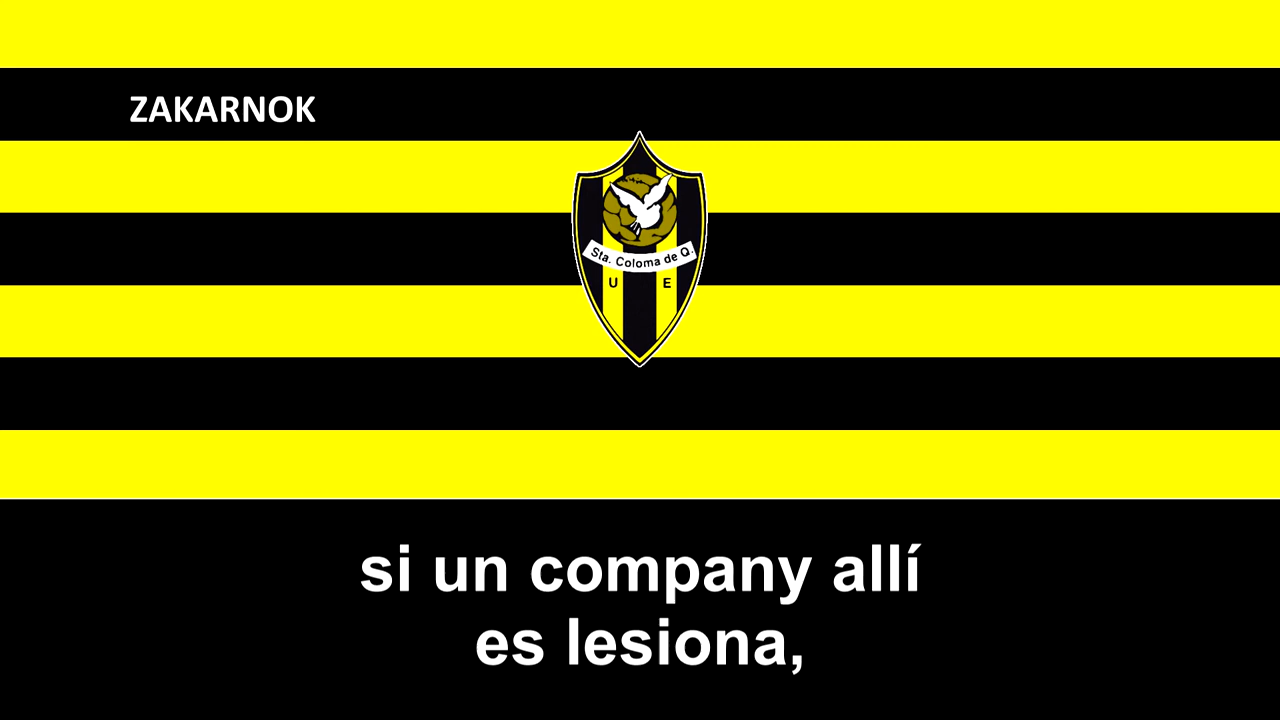 ZAKARNOK
Sta. Coloma de Q.
U E
si un company allí
es lesiona,